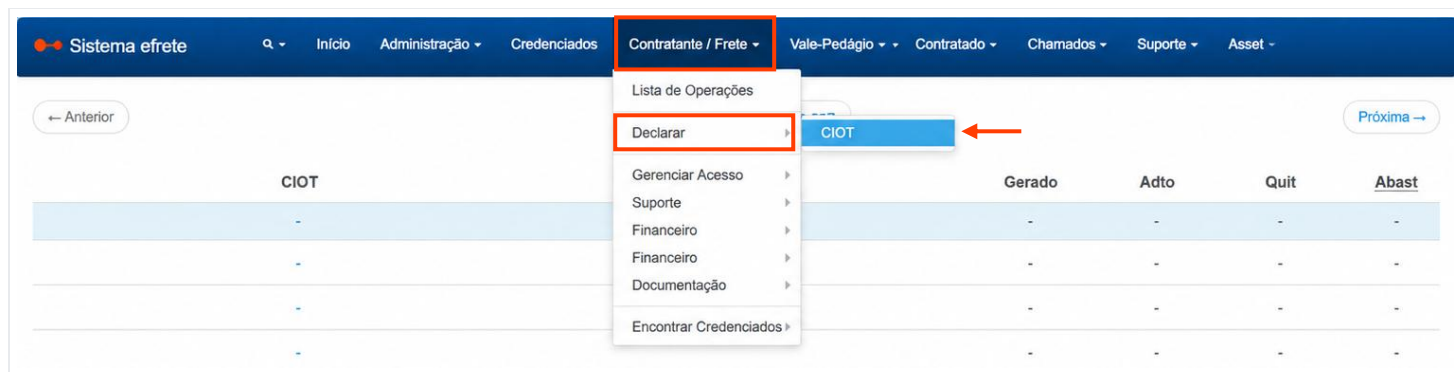 Sistema efrete Início Administração Credenciados Contratante / Frete Vale-Pedágio Contratado Chamados Suporte Asset
Lista de Operações
← Anterior Próxima →
Declarar CIOT
CIOT Gerenciar Acesso Gerado Adto Quit Abast
Suporte
- - - - -
Financeiro
Financeiro
- - - - -
Documentação
- - - - -
Encontrar Credenciados
- - - - -